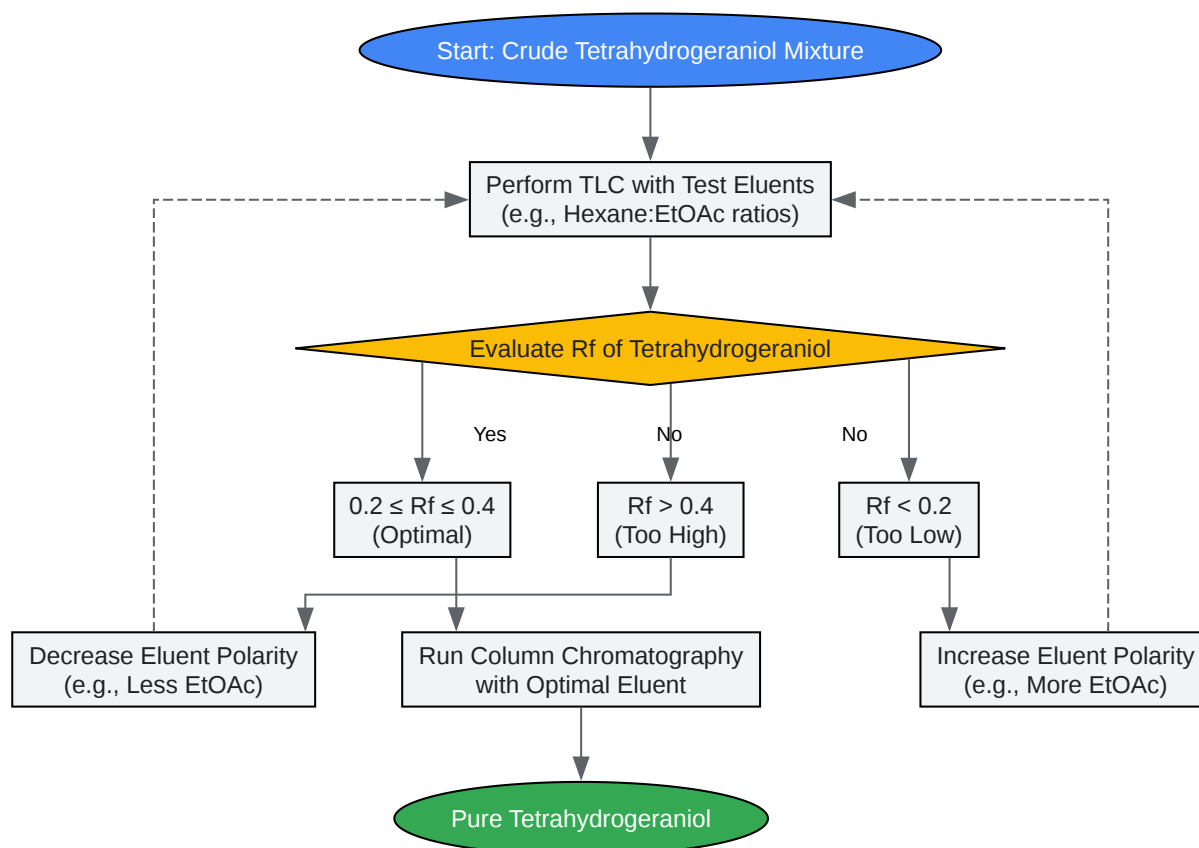 Start: Crude Tetrahydrogeraniol Mixture
Perform TLC with Test Eluents
(e.g., Hexane:EtOAc ratios)
Evaluate Rf of Tetrahydrogeraniol
Yes
No
No
0.2 ≤ Rf ≤ 0.4
(Optimal)
Rf > 0.4
(Too High)
Rf < 0.2
(Too Low)
Decrease Eluent Polarity
(e.g., Less EtOAc)
Run Column Chromatography
with Optimal Eluent
Increase Eluent Polarity
(e.g., More EtOAc)
Pure Tetrahydrogeraniol